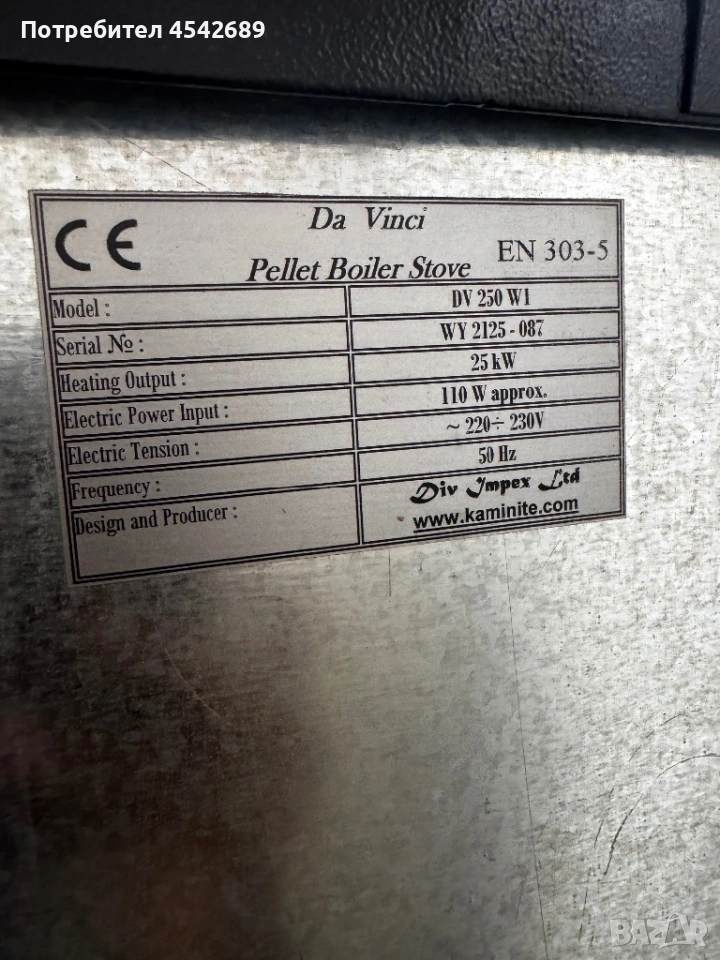 Потребител 4542689
CE
Da Vinci
Pellet Boiler Stove
EN 303-5
Model : DV 250 W1
Serial № : WY 2125 - 087
Heating Output : 25 kW
Electric Power Input : 110 W approx.
Electric Tension : ~ 220÷ 230V
Frequency : 50 Hz
Design and Producer : Div Impex Ltd
www.kaminite.com
BAZAR